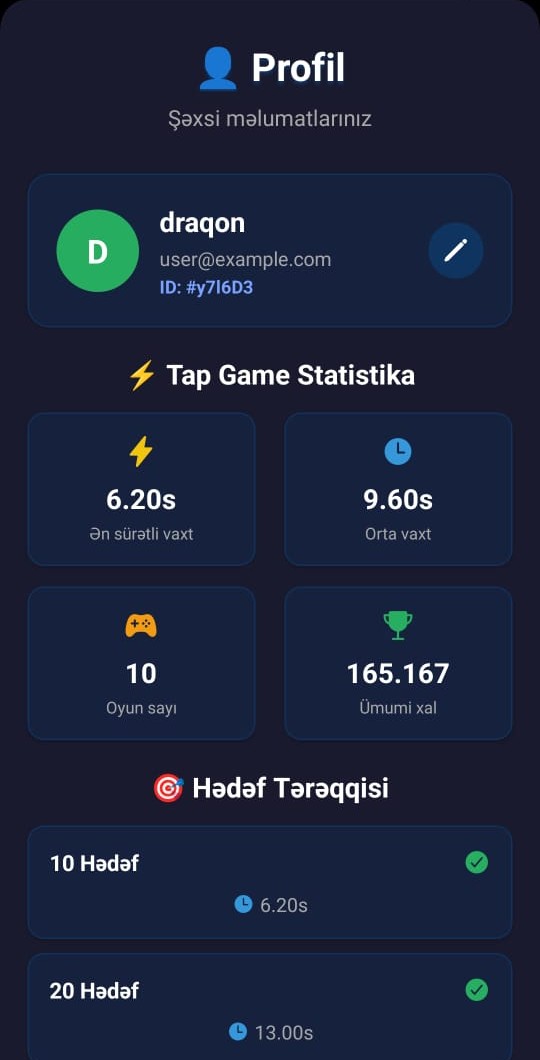 Profil
Şəxsi məlumatlarınız
D
draqon
user@example.com
ID: #y7l6D3
Tap Game Statistika
6.20s
Ən sürətli vaxt
9.60s
Orta vaxt
10
Oyun sayı
165.167
Ümumi xal
Hədəf Tərəqqisi
10 Hədəf
6.20s
20 Hədəf
13.00s